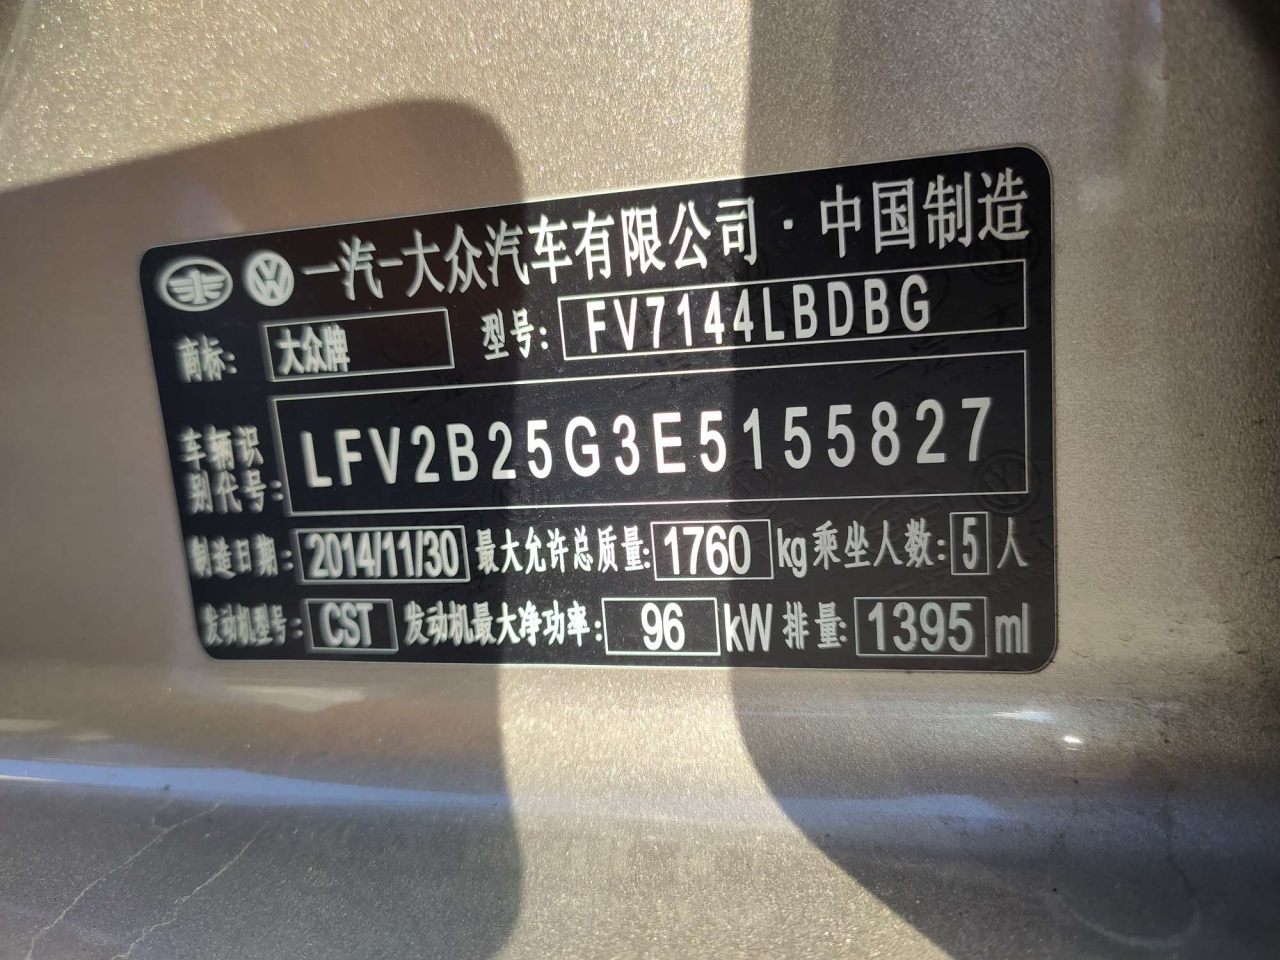 一汽-大众汽车有限公司·中国制造
商标: 大众牌 型号: FV7144LBDBG
车辆识别代号: LFV2B25G3E5155827
制造日期: 2014/11/30 最大允许总质量: 1760 kg 乘坐人数: 5 人
发动机型号: CST 发动机最大净功率: 96 kW 排量: 1395 ml